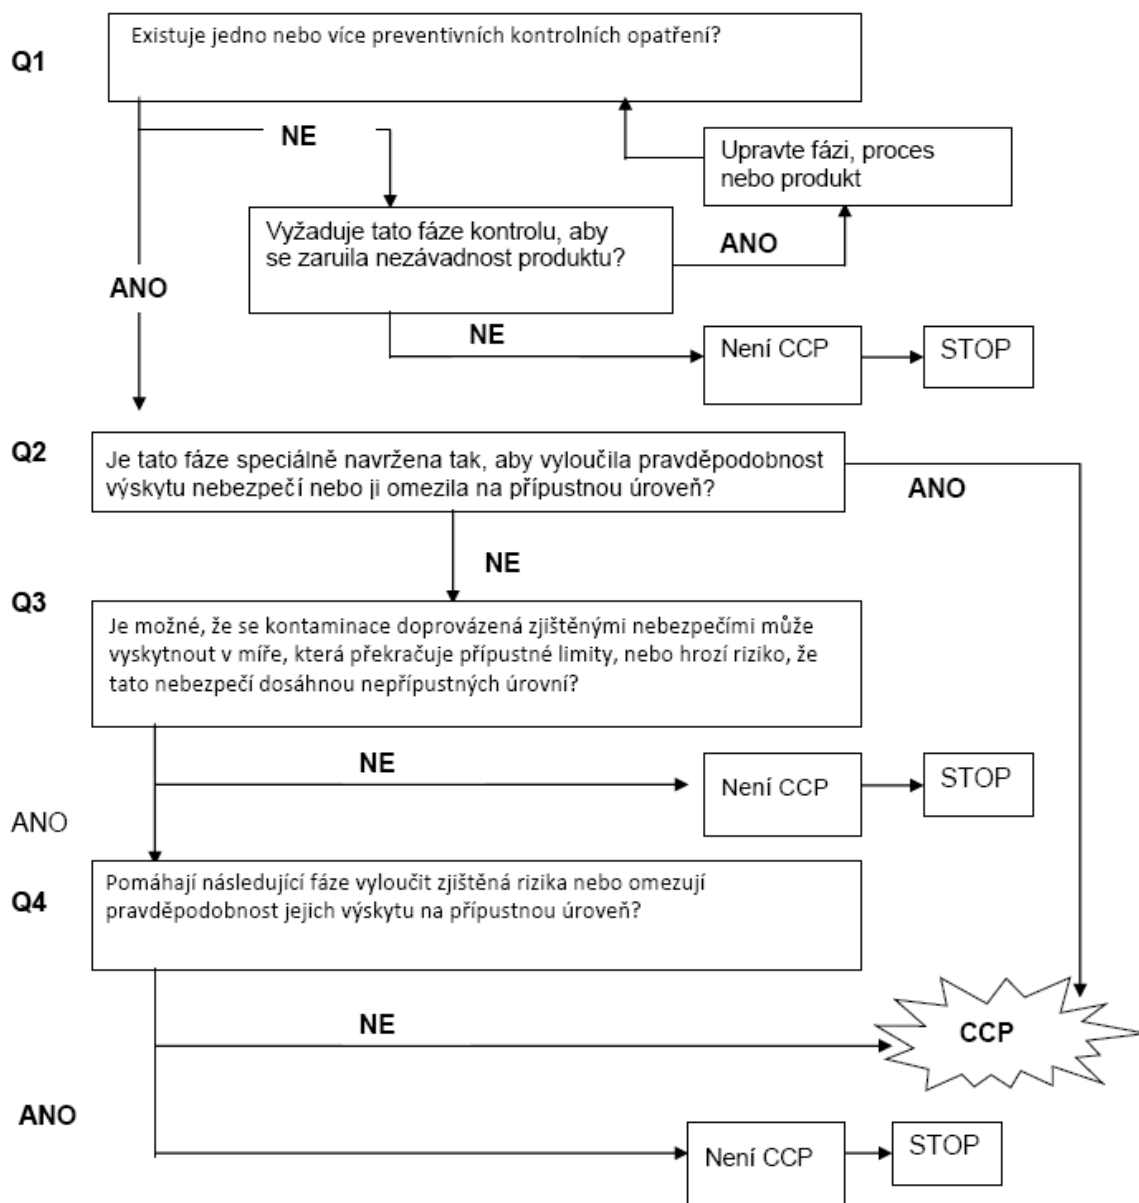 Q1
Existuje jedno nebo více preventivních kontrolních opatření?
NE
Upravte fázi, proces
nebo produkt
Vyžaduje tato fáze kontrolu, aby
se zaruila nezávadnost produktu?
ANO
ANO
NE
Není CCP
STOP
Q2
Je tato fáze speciálně navržena tak, aby vyloučila pravděpodobnost
výskytu nebezpečí nebo ji omezila na přípustnou úroveň?
ANO
NE
Q3
Je možné, že se kontaminace doprovázená zjištěnými nebezpečími může
vyskytnout v míře, která překračuje přípustné limity, nebo hrozí riziko, že
tato nebezpečí dosáhnou nepřípustných úrovní?
NE
Není CCP
STOP
ANO
Q4
Pomáhají následující fáze vyloučit zjištěná rizika nebo omezují
pravděpodobnost jejich výskytu na přípustnou úroveň?
NE
CCP
ANO
Není CCP
STOP